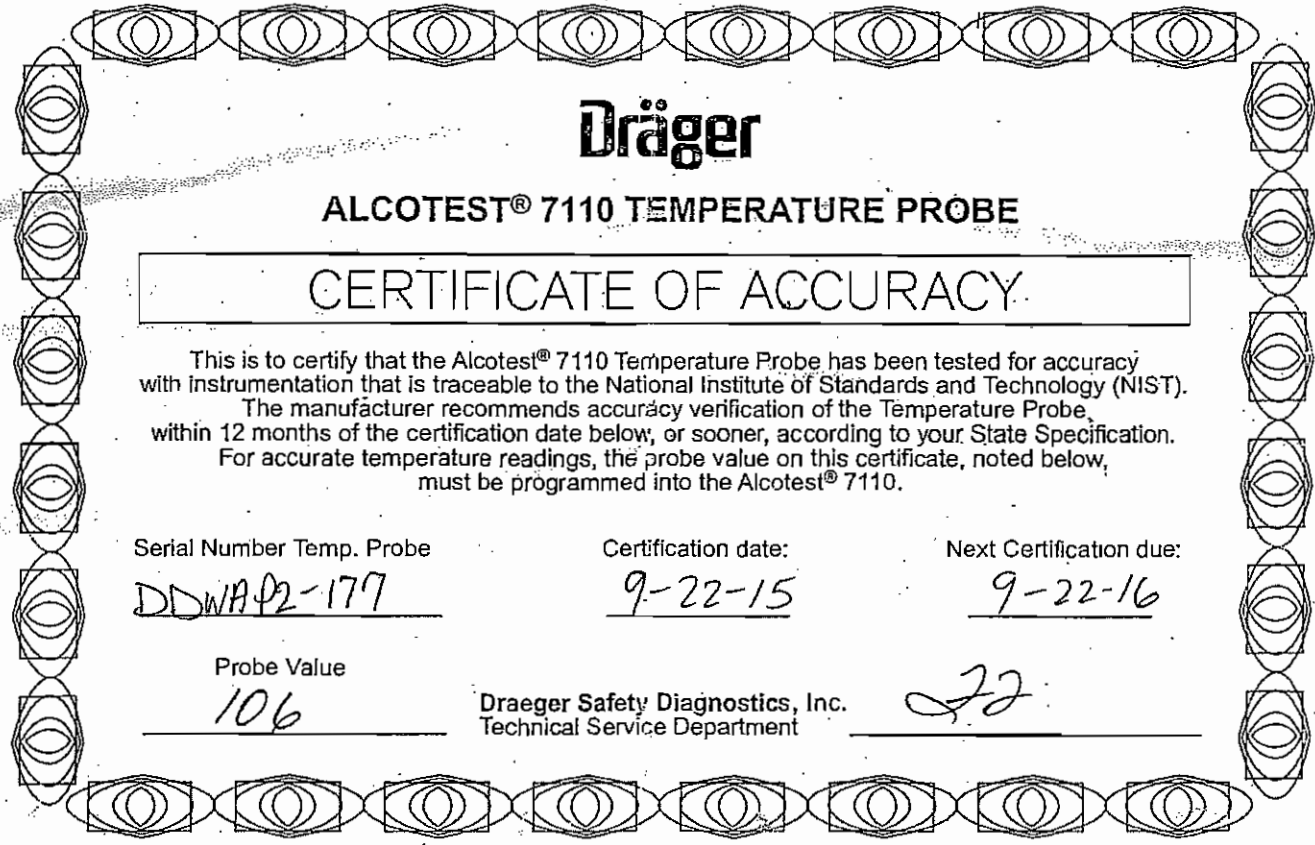 Dräger
ALCOTEST® 7110 TEMPERATURE PROBE
CERTIFICATE OF ACCURACY
This is to certify that the Alcotest® 7110 Temperature Probe has been tested for accuracy
with instrumentation that is traceable to the National Institute of Standards and Technology (NIST).
The manufacturer recommends accuracy verification of the Temperature Probe,
within 12 months of the certification date below, or sooner, according to your State Specification.
For accurate temperature readings, the probe value on this certificate, noted below,
must be programmed into the Alcotest® 7110.
Serial Number Temp. Probe Certification date: Next Certification due:
DDWAP2-177 9-22-15 9-22-16
Probe Value
106
Draeger Safety Diagnostics, Inc.
Technical Service Department